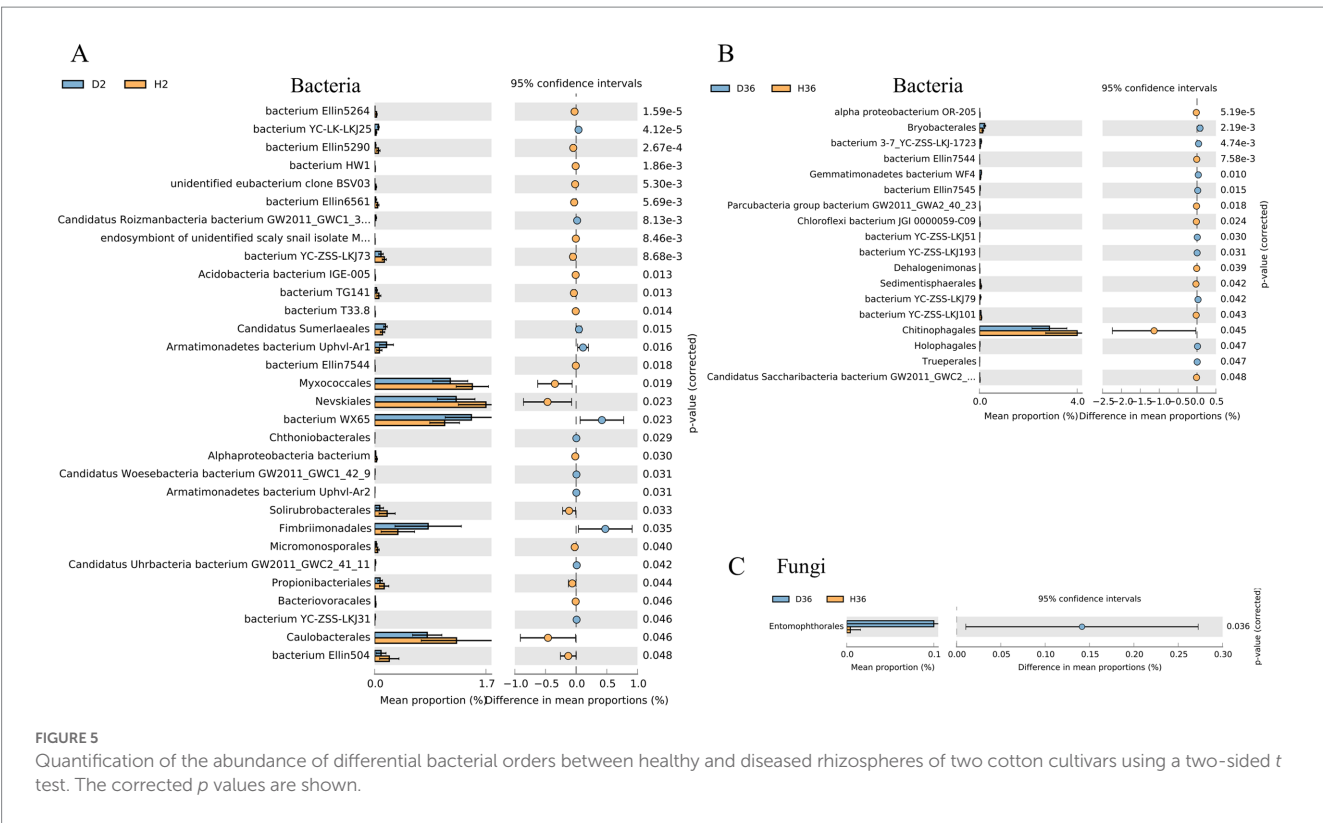 A
D2 H2 Bacteria 95% confidence intervals
bacterium Ellin5264 1.59e-5
bacterium YC-LK-LKJ25 4.12e-5
bacterium Ellin5290 2.67e-4
bacterium HW1 1.86e-3
unidentified eubacterium clone BSV03 5.30e-3
bacterium Ellin6561 5.69e-3
Candidatus Roizmanbacteria bacterium GW2011_GWC1_3... 8.13e-3
endosymbiont of unidentified scaly snail isolate M... 8.46e-3
bacterium YC-ZSS-LKJ73 8.68e-3
Acidobacteria bacterium IGE-005 0.013
bacterium TG141 0.013
bacterium T33.8 0.014
Candidatus Sumerlaeales 0.015
Armatimonadetes bacterium Uphvl-Ar1 0.016
bacterium Ellin7544 0.018
Myxococcales 0.019
Nevskiales 0.023
bacterium WX65 0.023
Chthoniobacterales 0.029
Alphaproteobacteria bacterium 0.030
Candidatus Woesebacteria bacterium GW2011_GWC1_42_9 0.031
Armatimonadetes bacterium Uphvl-Ar2 0.031
Solirubrobacterales 0.033
Fimbriimonadales 0.035
Micromonosporales 0.040
Candidatus Uhrbacteria bacterium GW2011_GWC2_41_11 0.042
Propionibacteriales 0.044
Bacteriovoracales 0.046
bacterium YC-ZSS-LKJ31 0.046
Caulobacterales 0.046
bacterium Ellin504 0.048
0.0 1.7 −1.0 −0.5 0.0 0.5 1.0
Mean proportion (%) Difference in mean proportions (%)
p-value (corrected)
B
D36 H36 Bacteria 95% confidence intervals
alpha proteobacterium OR-205 5.19e-5
Bryobacterales 2.19e-3
bacterium 3-7_YC-ZSS-LKJ-1723 4.74e-3
bacterium Ellin7544 7.58e-3
Gemmatimonadetes bacterium WF4 0.010
bacterium Ellin7545 0.015
Parcubacteria group bacterium GW2011_GWA2_40_23 0.018
Chloroflexi bacterium JGI 0000059-C09 0.024
bacterium YC-ZSS-LKJ51 0.030
bacterium YC-ZSS-LKJ193 0.031
Dehalogenimonas 0.039
Sedimentisphaerales 0.042
bacterium YC-ZSS-LKJ79 0.042
bacterium YC-ZSS-LKJ101 0.043
Chitinophagales 0.045
Holophagales 0.047
Trueperales 0.047
Candidatus Saccharibacteria bacterium GW2011_GWC2_... 0.048
0.0 4.0 −2.5−2.0−1.5−1.0−0.5 0.0 0.5
Mean proportion (%) Difference in mean proportions (%)
p-value (corrected)
C Fungi
D36 H36 95% confidence intervals
Entomophthorales 0.036
0.0 0.1 0.00 0.05 0.10 0.15 0.20 0.25 0.30
Mean proportion (%) Difference in mean proportions (%)
p-value (corrected)
FIGURE 5
Quantification of the abundance of differential bacterial orders between healthy and diseased rhizospheres of two cotton cultivars using a two-sided t
test. The corrected p values are shown.